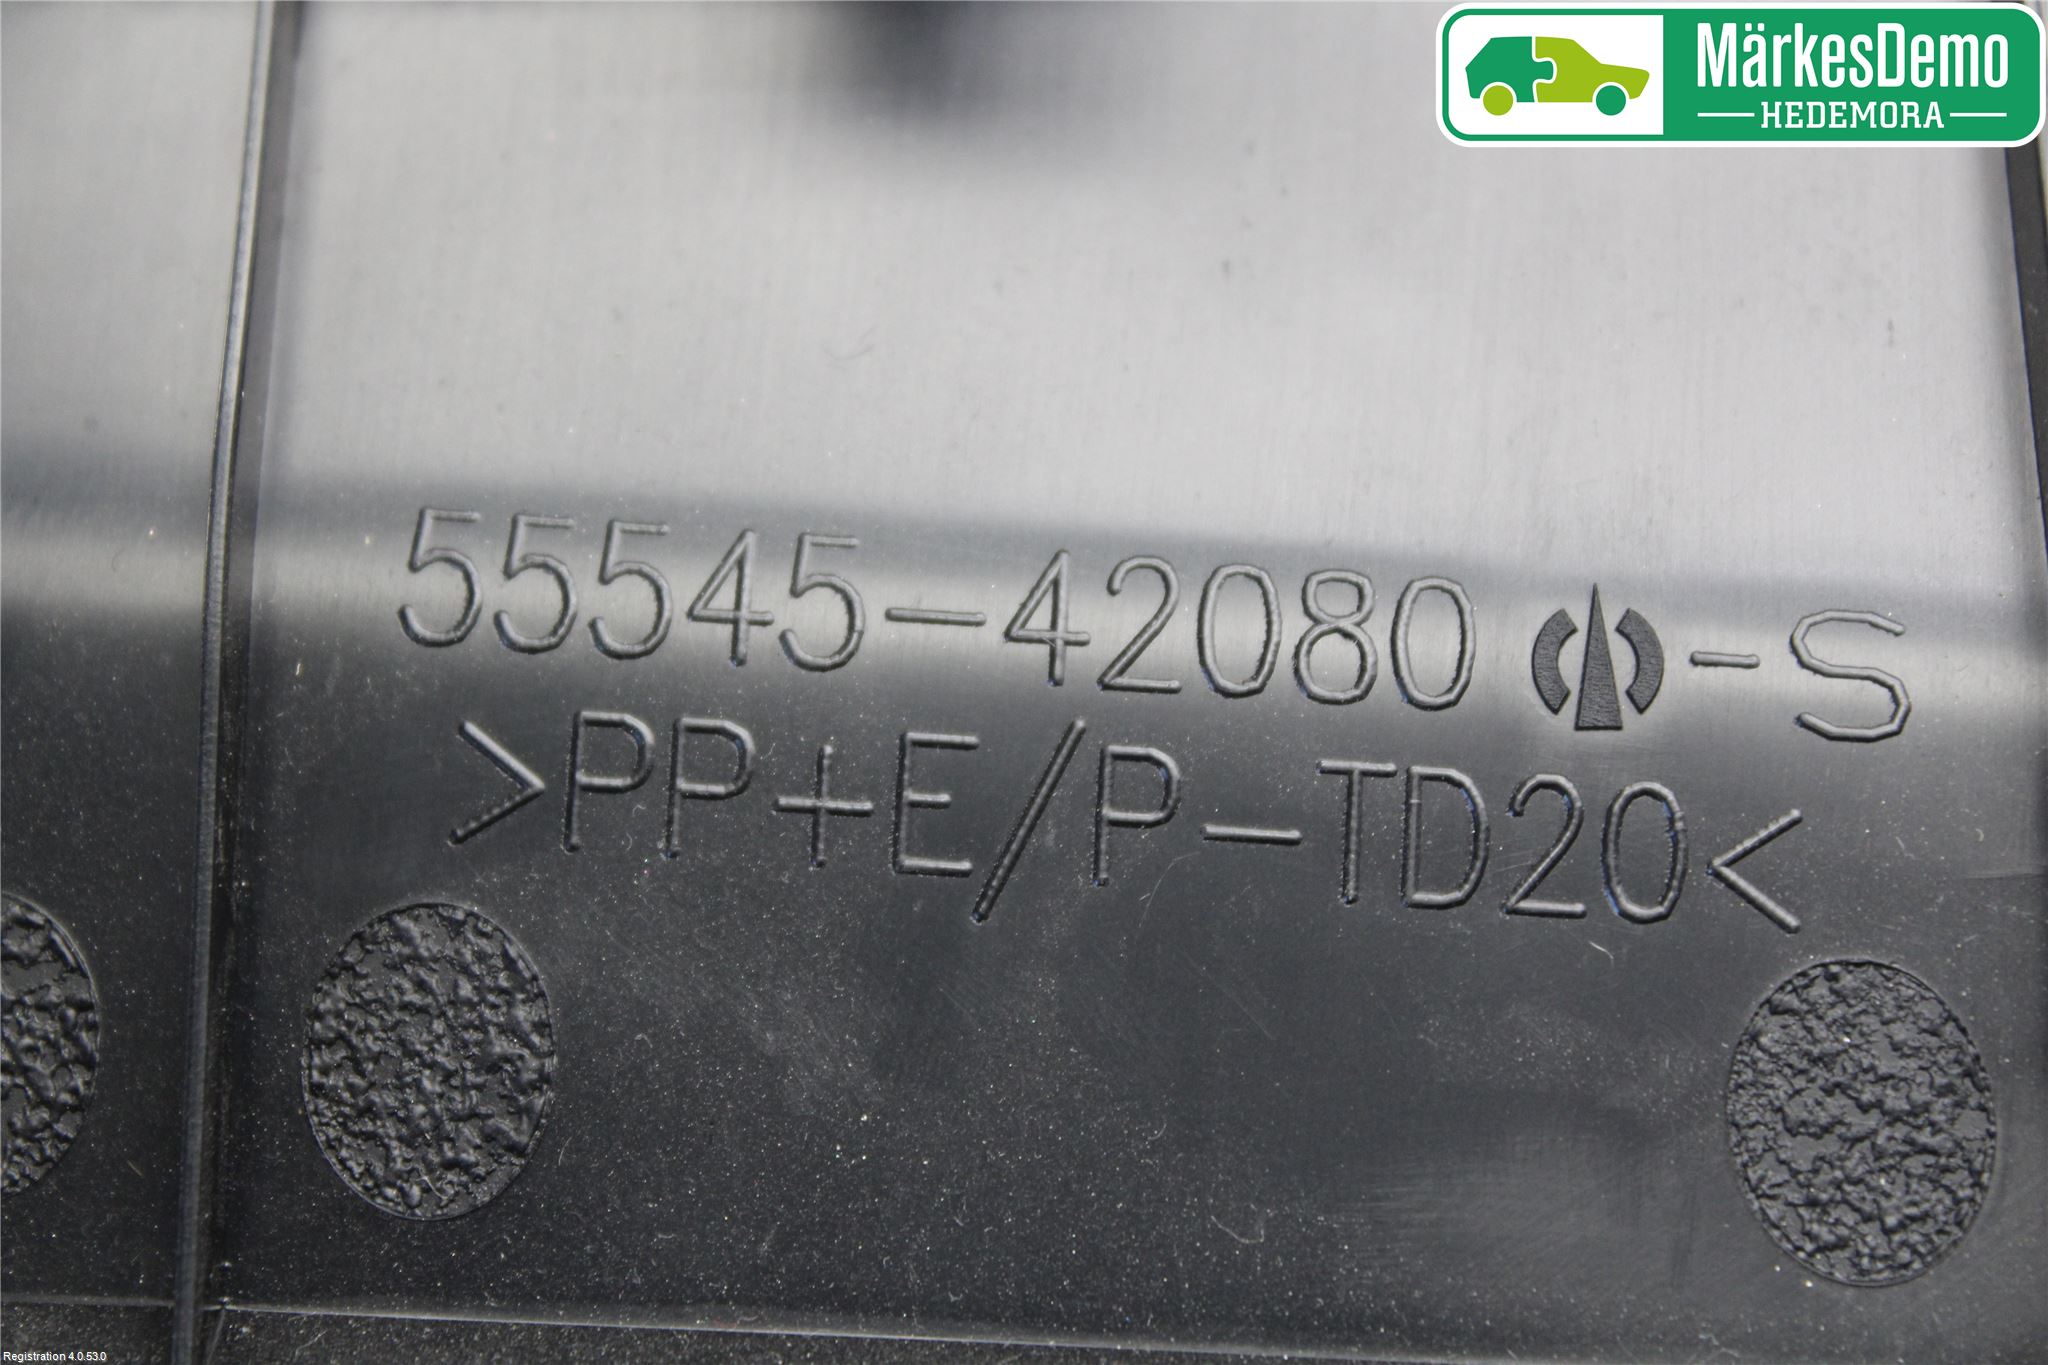 MärkesDemo
HEDEMORA
55545-42080 -S
>PP+E/P-TD20<
Registration 4.0.53.0